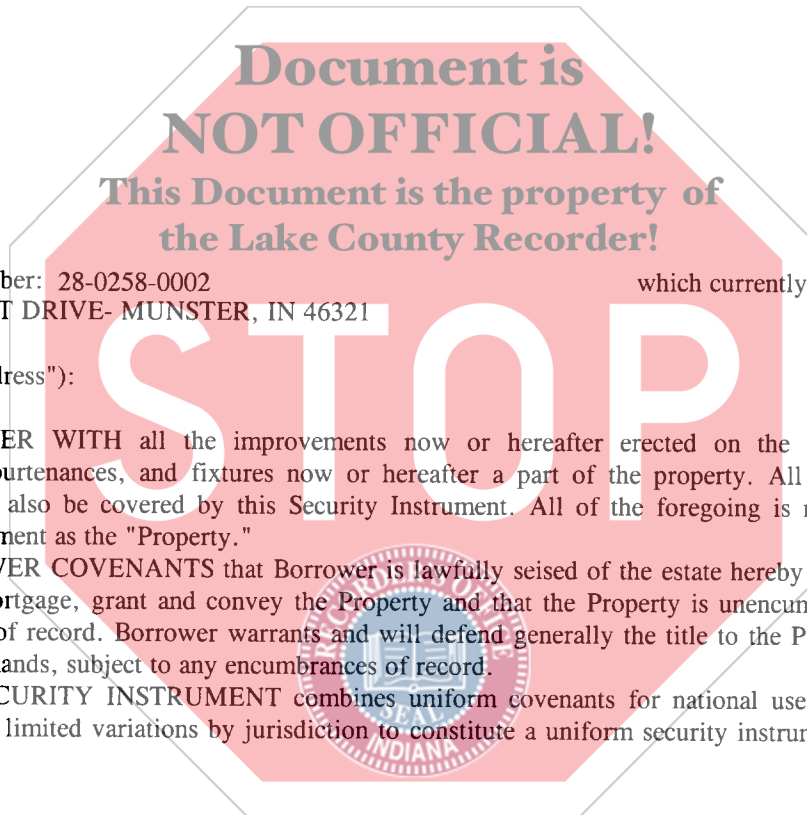 Document is
NOT OFFICIAL!
This Document is the property of
the Lake County Recorder!
ber: 28-0258-0002 which currently
T DRIVE- MUNSTER, IN 46321
dress"):
STOP
ER WITH all the improvements now or hereafter erected on the
purtenances, and fixtures now or hereafter a part of the property. All
also be covered by this Security Instrument. All of the foregoing is
ment as the "Property."
VER COVENANTS that Borrower is lawfully seised of the estate hereby
ortgage, grant and convey the Property and that the Property is unencum
of record. Borrower warrants and will defend generally the title to the P
ands, subject to any encumbrances of record.
CURITY INSTRUMENT combines uniform covenants for national use
limited variations by jurisdiction to constitute a uniform security instrum
RECORDER'S OFFICE
SEAL
INDIANA